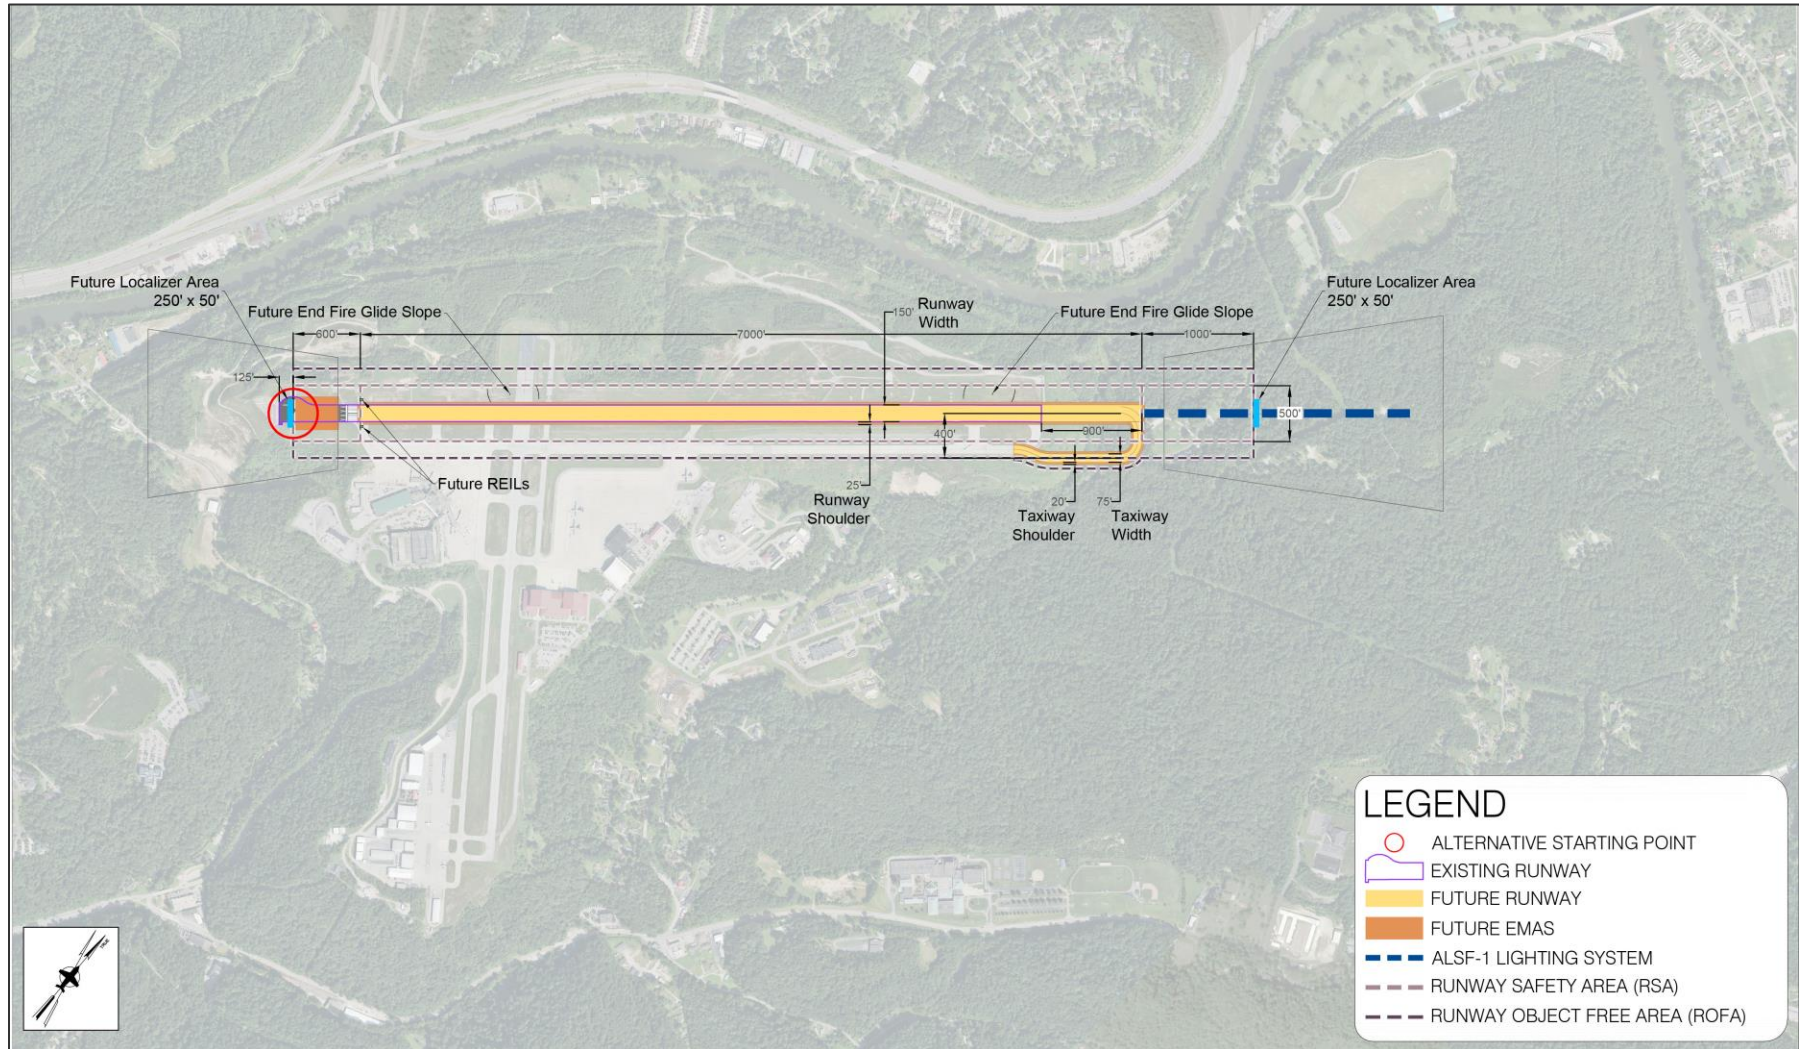 Future Localizer Area
250' x 50'
Future End Fire Glide Slope
600'
7000'
150'
Runway
Width
Future End Fire Glide Slope
1000'
Future Localizer Area
250' x 50'
125'
400'
900'
500'
Future REILs
25'
Runway
Shoulder
20'
Taxiway
Shoulder
75'
Taxiway
Width
LEGEND
ALTERNATIVE STARTING POINT
EXISTING RUNWAY
FUTURE RUNWAY
FUTURE EMAS
ALSF-1 LIGHTING SYSTEM
RUNWAY SAFETY AREA (RSA)
RUNWAY OBJECT FREE AREA (ROFA)
TRUE